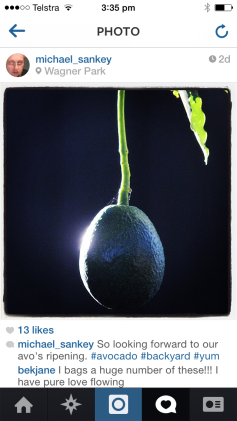 Telstra 3:35 pm
PHOTO
michael_sankey 2d
Wagner Park
13 likes
michael_sankey So looking forward to our
avo's ripening. #avocado #backyard #yum
bekjane I bags a huge number of these!!! I
have pure love flowing